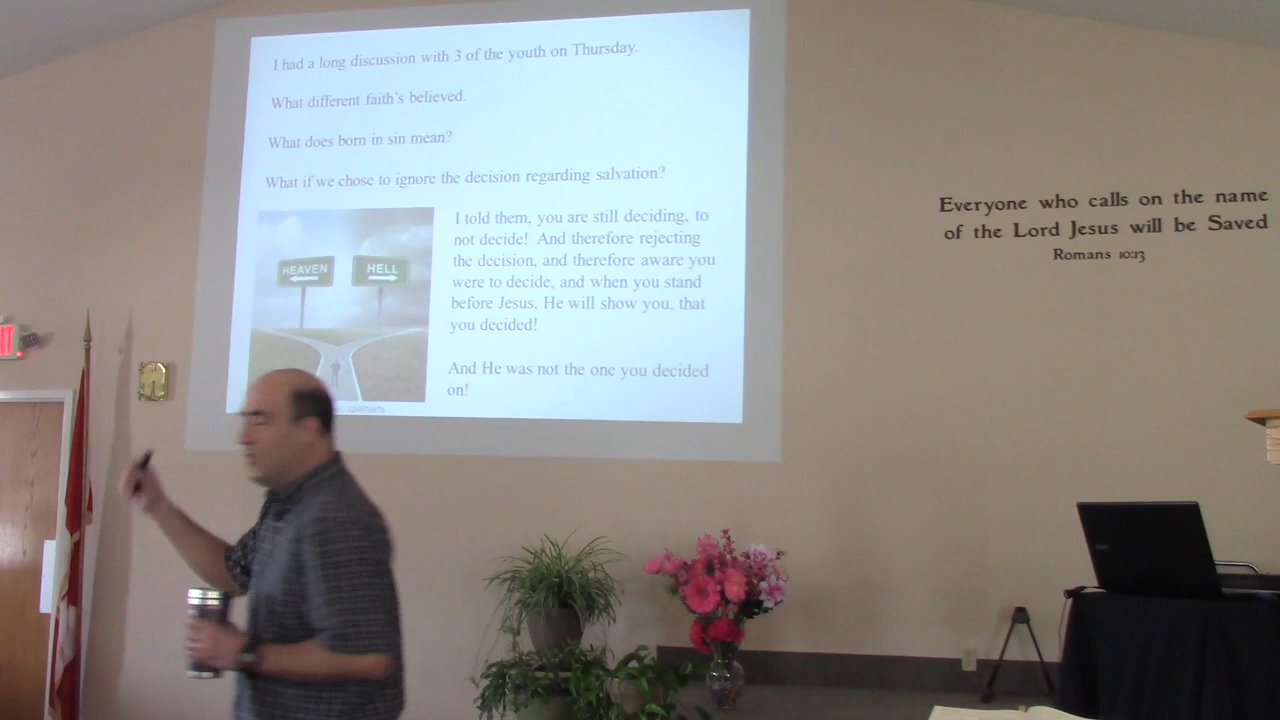 I had a long discussion with 3 of the youth on Thursday.
What different faith's believed.
What does born in sin mean?
What if we chose to ignore the decision regarding salvation?
HEAVEN
HELL
I told them, you are still deciding, to
not decide! And therefore rejecting
the decision, and therefore aware you
were to decide, and when you stand
before Jesus, He will show you, that
you decided!
And He was not the one you decided
on!
Everyone who calls on the name
of the Lord Jesus will be Saved
Romans 10:13